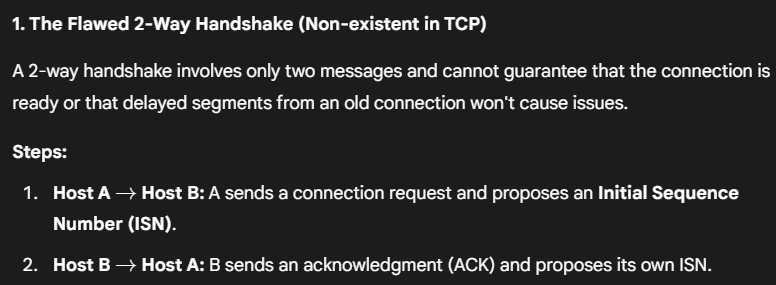 1. The Flawed 2-Way Handshake (Non-existent in TCP)
A 2-way handshake involves only two messages and cannot guarantee that the connection is
ready or that delayed segments from an old connection won't cause issues.
Steps:
1. Host A → Host B: A sends a connection request and proposes an Initial Sequence
Number (ISN).
2. Host B → Host A: B sends an acknowledgment (ACK) and proposes its own ISN.